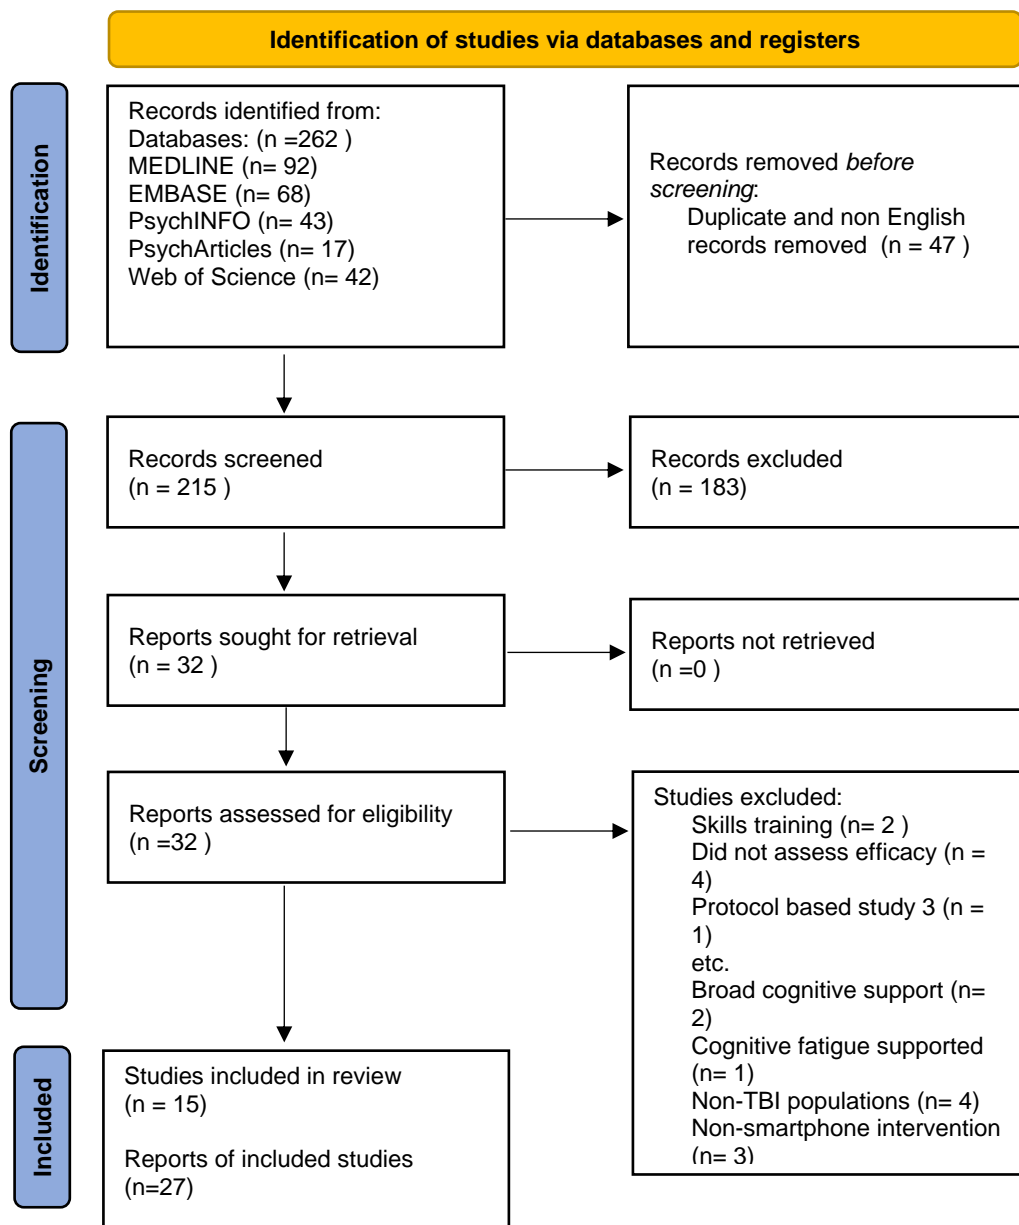 Identification of studies via databases and registers
Identification
Records identified from:
Databases: (n =262 )
MEDLINE (n= 92)
EMBASE (n= 68)
PsychINFO (n= 43)
PsychArticles (n= 17)
Web of Science (n= 42)
Records removed before
screening:
Duplicate and non English
records removed (n = 47 )
Screening
Records screened
(n = 215 )
Records excluded
(n = 183)
Reports sought for retrieval
(n = 32 )
Reports not retrieved
(n =0 )
Reports assessed for eligibility
(n =32 )
Studies excluded:
Skills training (n= 2 )
Did not assess efficacy (n =
4)
Protocol based study 3 (n =
1)
etc.
Broad cognitive support (n=
2)
Cognitive fatigue supported
(n= 1)
Non-TBI populations (n= 4)
Non-smartphone intervention
(n= 3)
Included
Studies included in review
(n = 15)
Reports of included studies
(n=27)